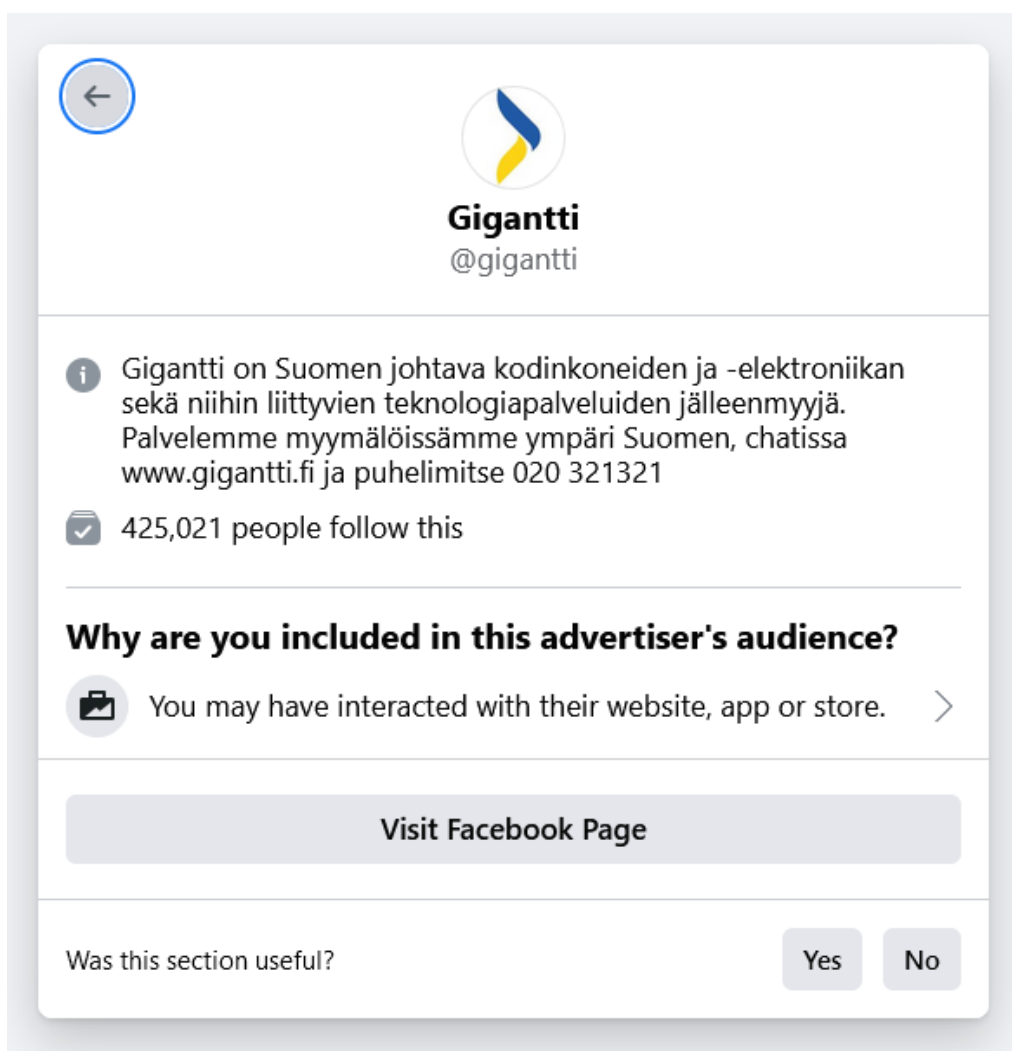 Gigantti
@gigantti
Gigantti on Suomen johtava kodinkoneiden ja -elektroniikan
sekä niihin liittyvien teknologiapalveluiden jälleenmyyjä.
Palvelemme myymälöissämme ympäri Suomen, chatissa
www.gigantti.fi ja puhelimitse 020 321321
425,021 people follow this
Why are you included in this advertiser's audience?
You may have interacted with their website, app or store.
Visit Facebook Page
Was this section useful?
Yes
No